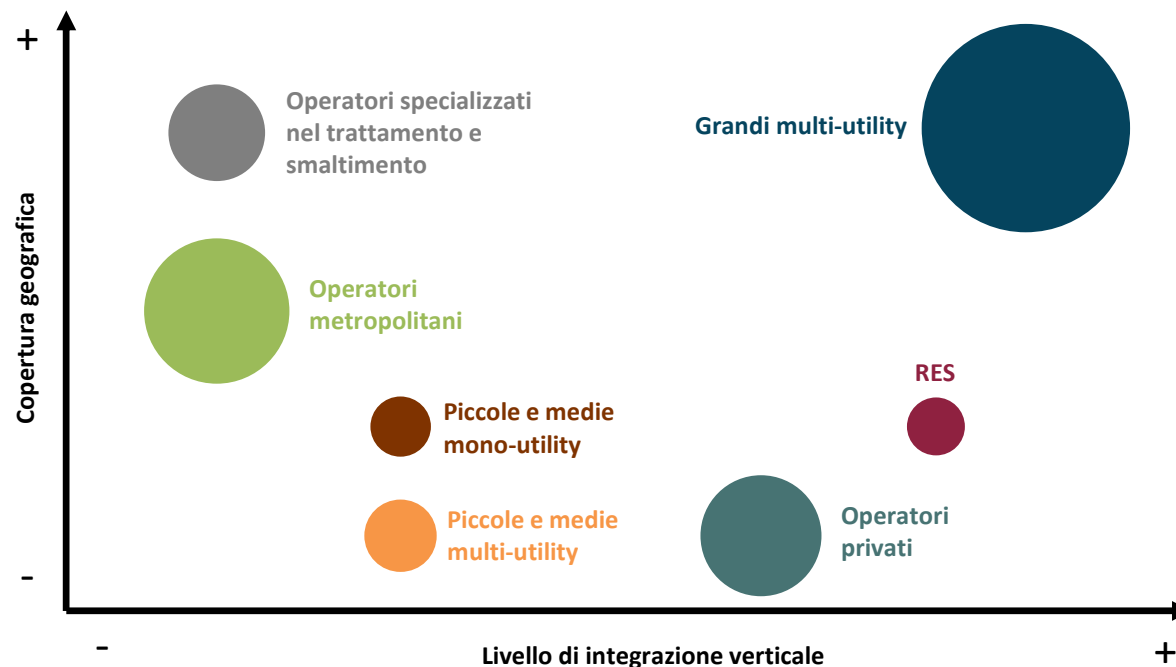 +
Operatori specializzati
nel trattamento e
smaltimento
Grandi multi-utility
Copertura geografica
Operatori
metropolitani
RES
Piccole e medie
mono-utility
Piccole e medie
multi-utility
Operatori
privati
-
-
Livello di integrazione verticale
+